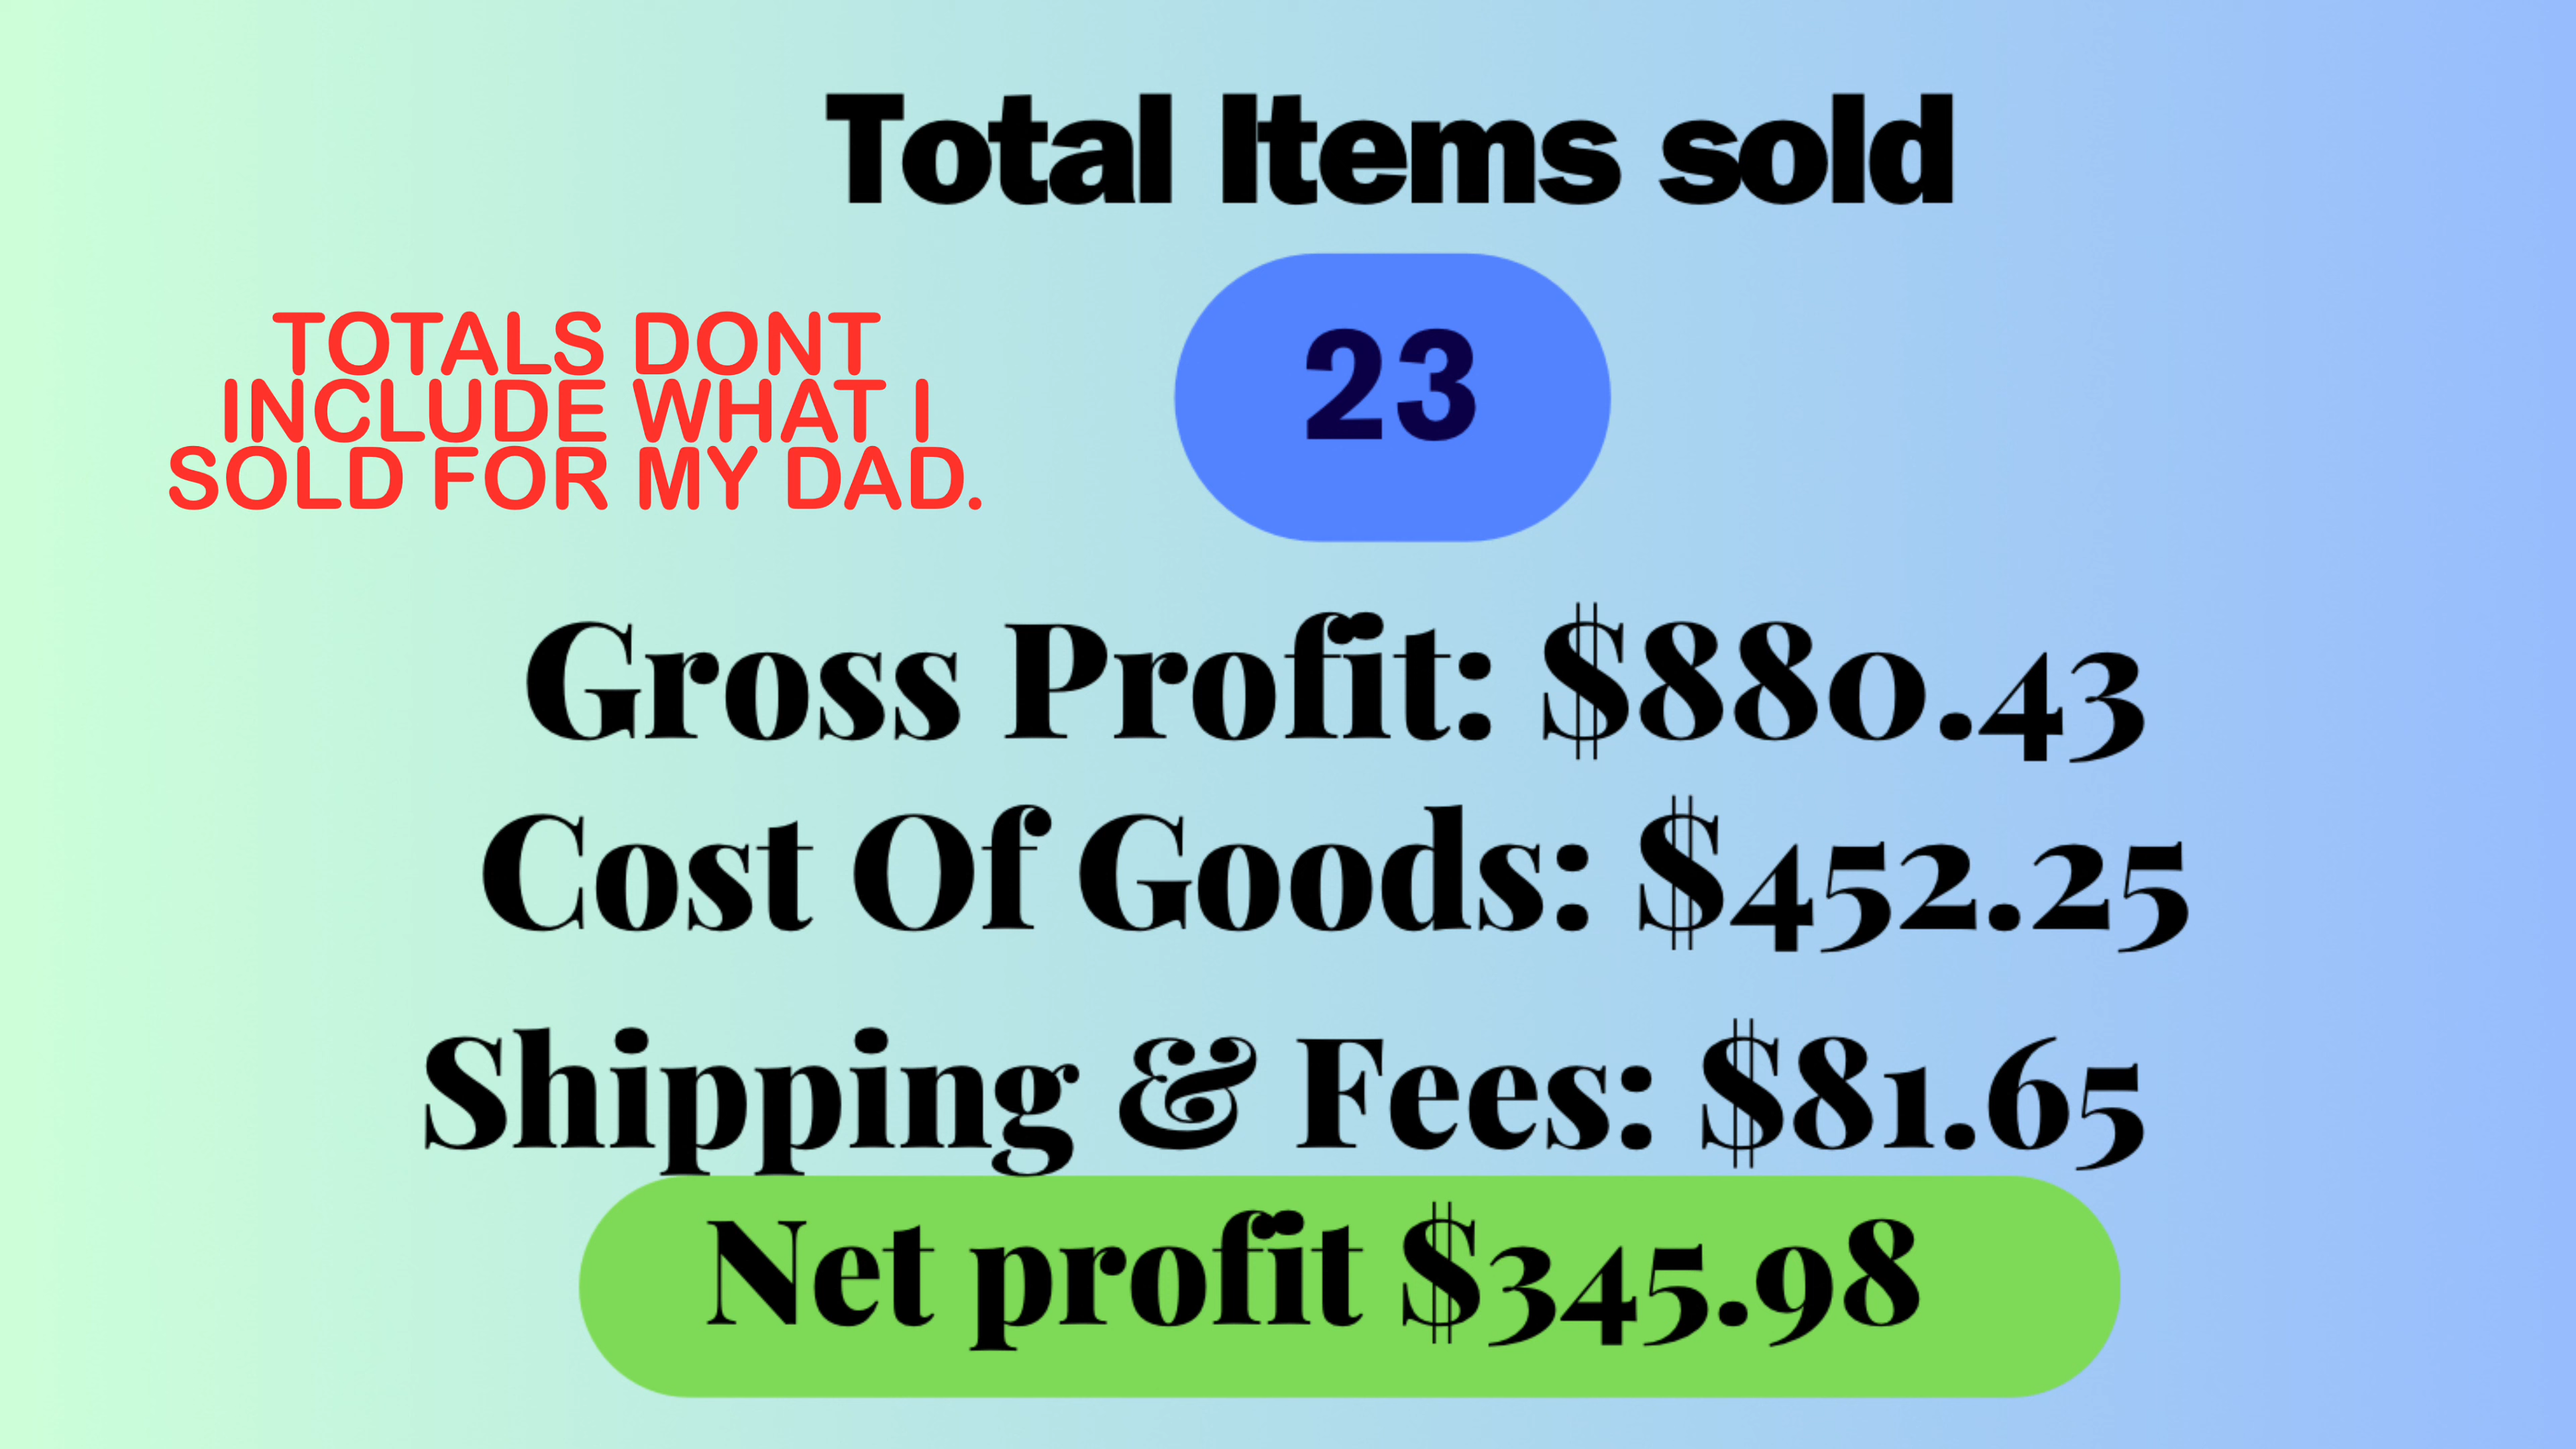 Total Items sold
23
TOTALS DONT
INCLUDE WHAT I
SOLD FOR MY DAD.
Gross Profit: $880.43
Cost Of Goods: $452.25
Shipping & Fees: $81.65
Net profit $345.98